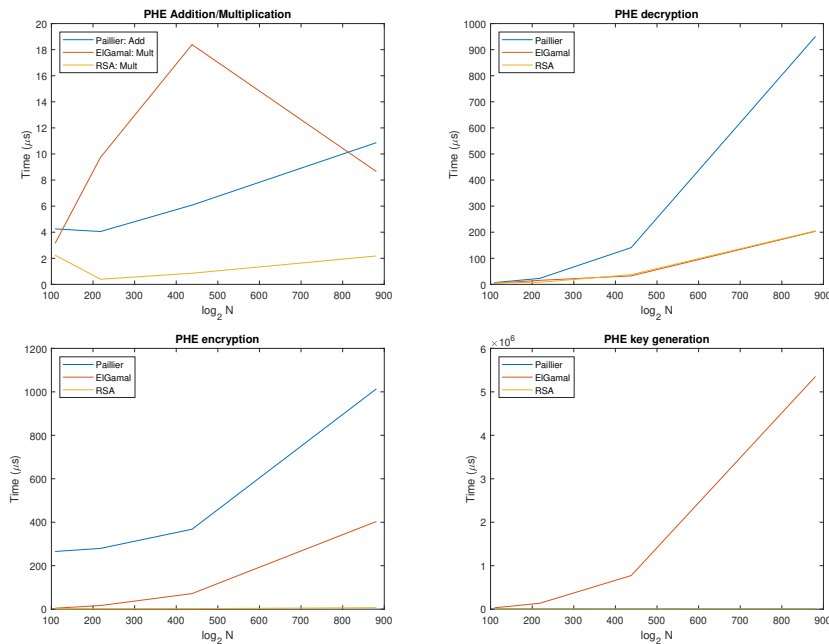 PHE Addition/Multiplication
20
18
16
14
12
10
8
6
4
2
0
Time (μs)
Paillier: Add
ElGamal: Mult
RSA: Mult
100 200 300 400 500 600 700 800 900
log2 N
PHE decryption
1000
900
800
700
600
500
400
300
200
100
0
Time (μs)
Paillier
ElGamal
RSA
100 200 300 400 500 600 700 800 900
log2 N
PHE encryption
1200
1000
800
600
400
200
0
Time (μs)
Paillier
ElGamal
RSA
100 200 300 400 500 600 700 800 900
log2 N
PHE key generation
×10^6
6
5
4
3
2
1
0
Time (μs)
Paillier
ElGamal
RSA
100 200 300 400 500 600 700 800 900
log2 N